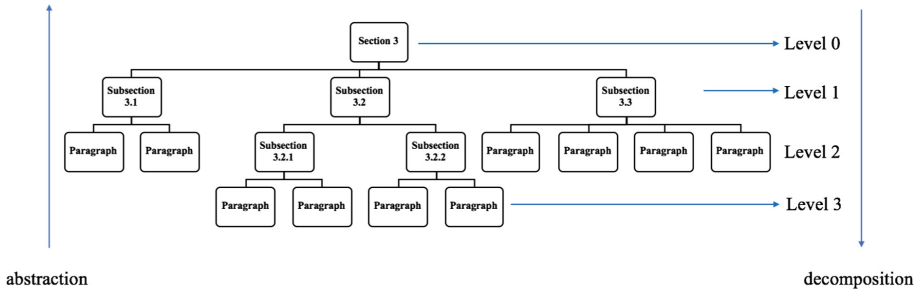 Section 3
Level 0
Subsection
3.1
Subsection
3.2
Subsection
3.3
Level 1
Paragraph
Paragraph
Subsection
3.2.1
Subsection
3.2.2
Paragraph
Paragraph
Paragraph
Paragraph
Level 2
Paragraph
Paragraph
Paragraph
Paragraph
Level 3
abstraction
decomposition